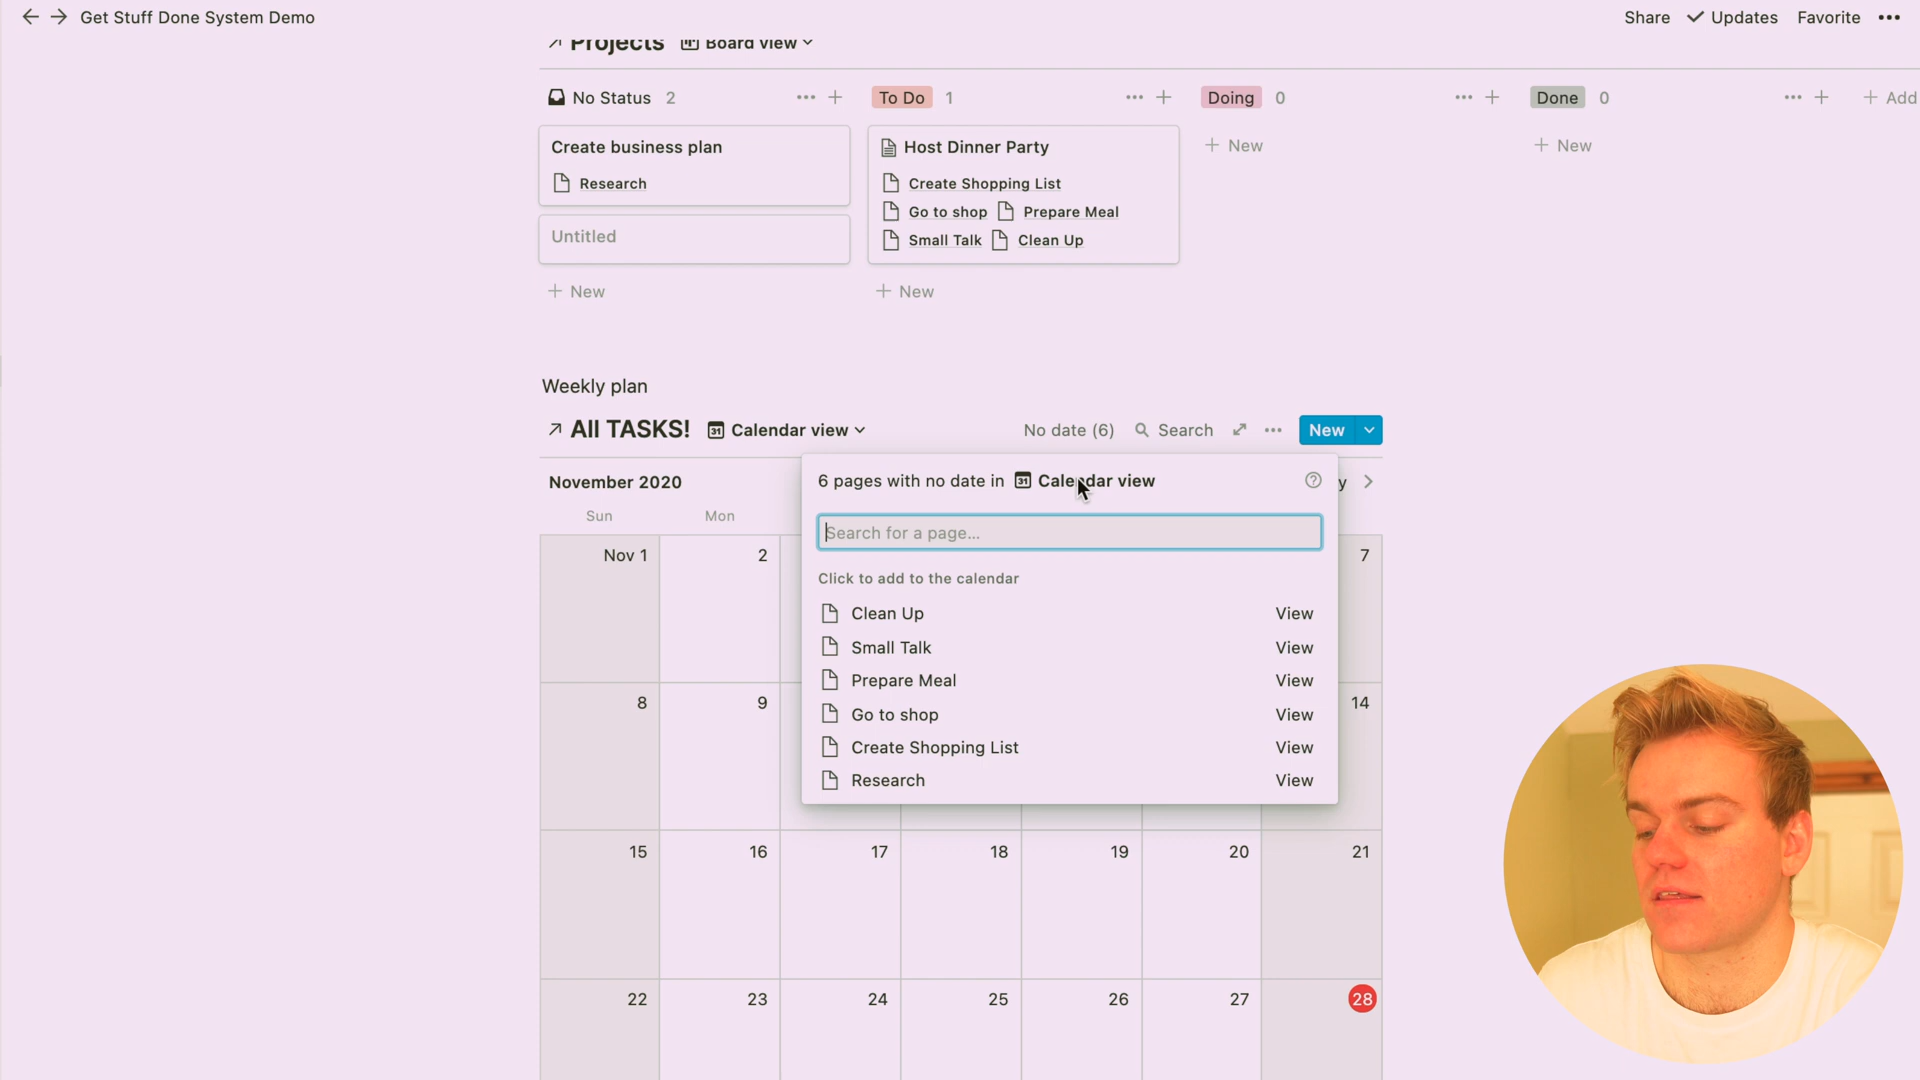 Get Stuff Done System Demo
Share Updates Favorite
Projects Board view
No Status 2
To Do 1
Doing 0
Done 0
Add
Create business plan
Research
Untitled
New
Host Dinner Party
Create Shopping List
Go to shop Prepare Meal
Small Talk Clean Up
New
New
New
Weekly plan
All TASKS! 31 Calendar view No date (6) Search New
November 2020
6 pages with no date in 31 Calendar view
y
Search for a page...
Click to add to the calendar
Clean Up View
Small Talk View
Prepare Meal View
Go to shop View
Create Shopping List View
Research View
Sun Mon
Nov 1 2 7
8 9 14
15 16 17 18 19 20 21
22 23 24 25 26 27 28